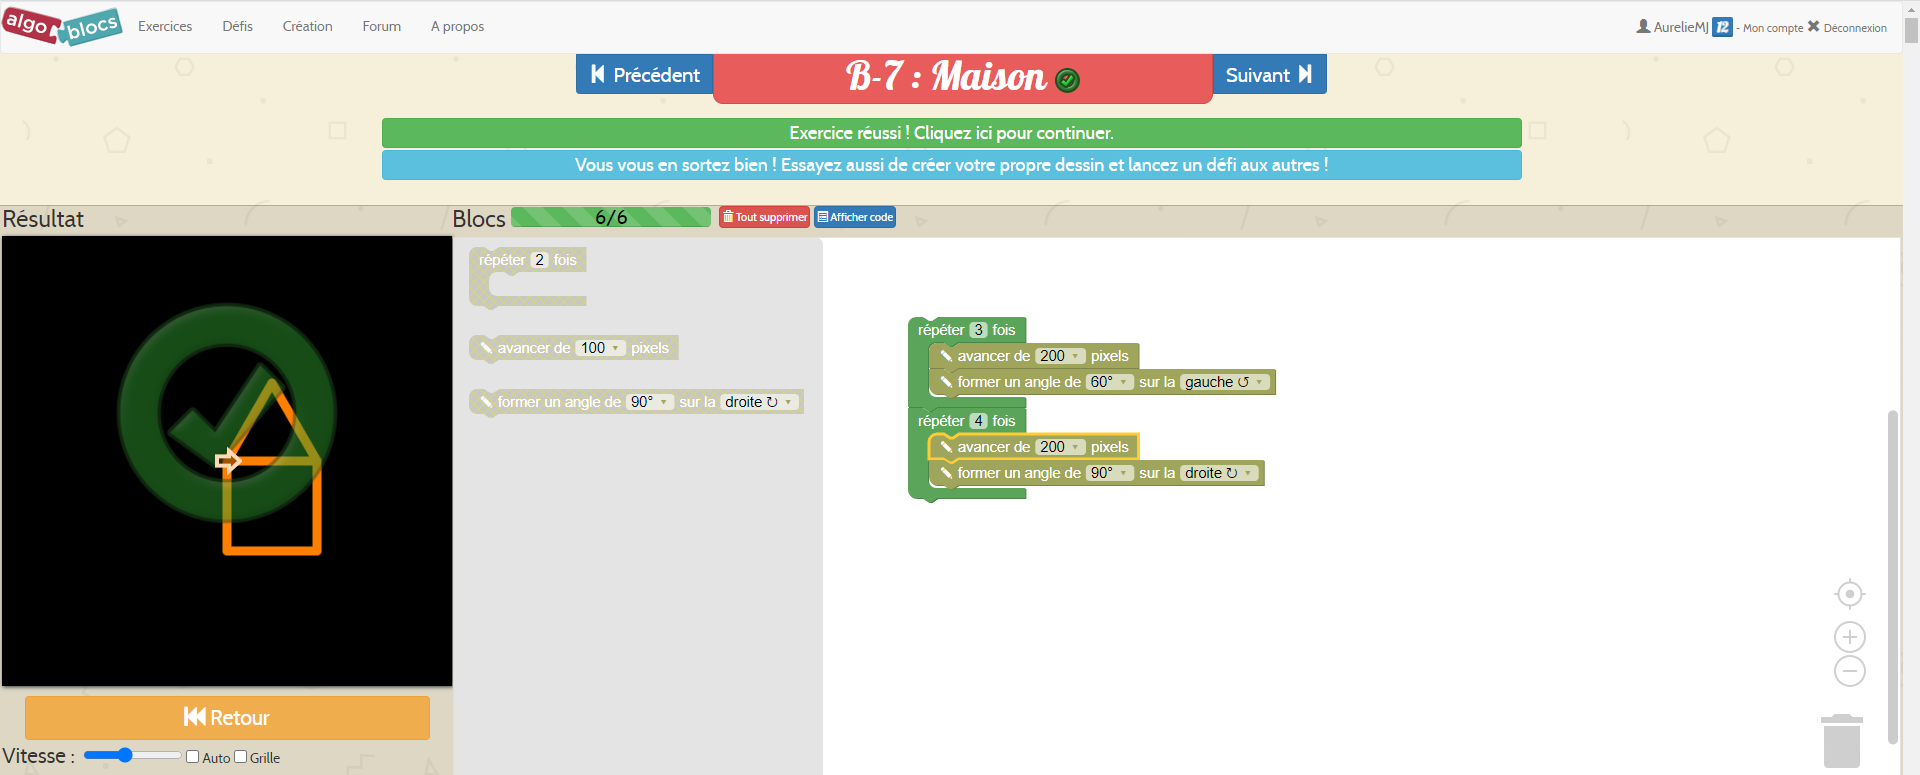 algo blocs
Exercices Défis Création Forum A propos
AurelieMJ 12 - Mon compte ✖ Déconnexion
Précédent
B-7 : Maison
Suivant
Exercice réussi ! Cliquez ici pour continuer.
Vous vous en sortez bien ! Essayez aussi de créer votre propre dessin et lancez un défi aux autres !
Résultat
Blocs 6/6 Tout supprimer Afficher code
répéter 2 fois
avancer de 100 pixels
former un angle de 90° sur la droite ↻
répéter 3 fois
avancer de 200 pixels
former un angle de 60° sur la gauche ↺
répéter 4 fois
avancer de 200 pixels
former un angle de 90° sur la droite ↻
Retour
Vitesse : Auto Grille